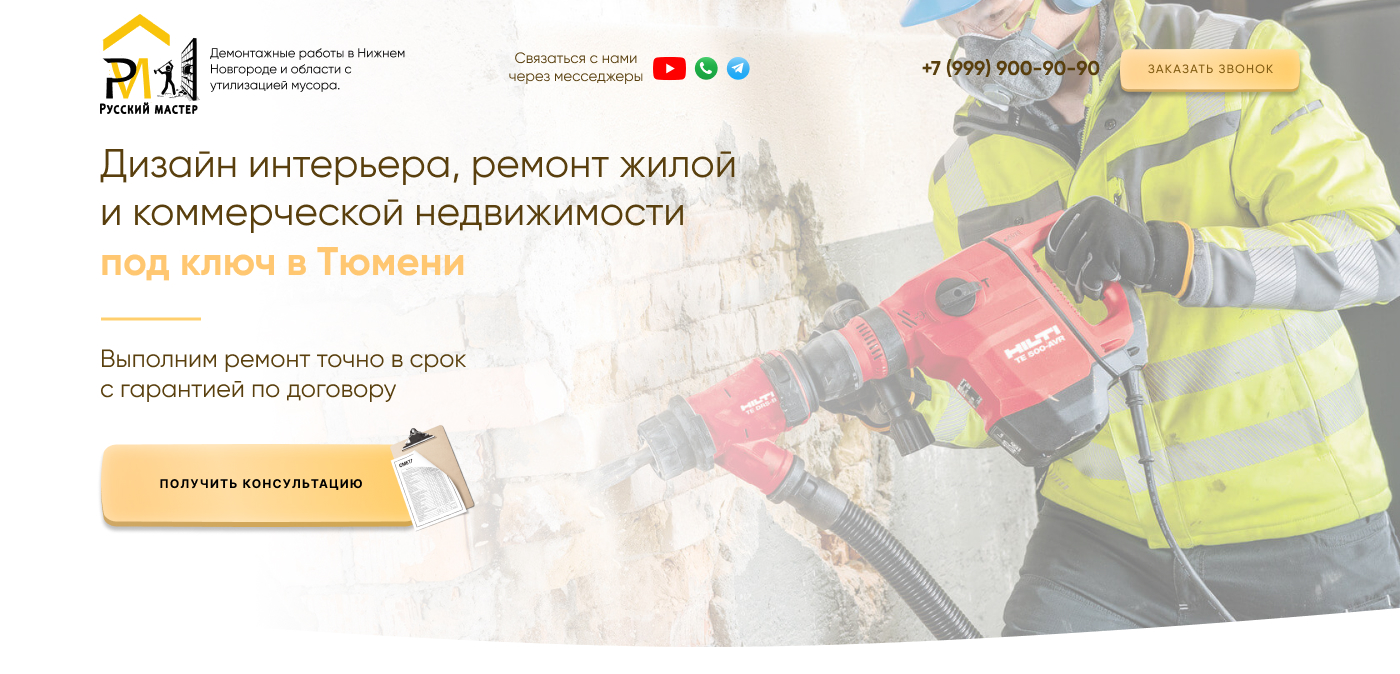 РМ
Русский мастер
Демонтажные работы в Нижнем
Новгороде и области с
утилизацией мусора.
Связаться с нами
через месседжеры
+7 (999) 900-90-90
ЗАКАЗАТЬ ЗВОНОК
Дизайн интерьера, ремонт жилой
и коммерческой недвижимости
под ключ в Тюмени
Выполним ремонт точно в срок
с гарантией по договору
ПОЛУЧИТЬ КОНСУЛЬТАЦИЮ
HILTI
TE 500-AVR
HILTI